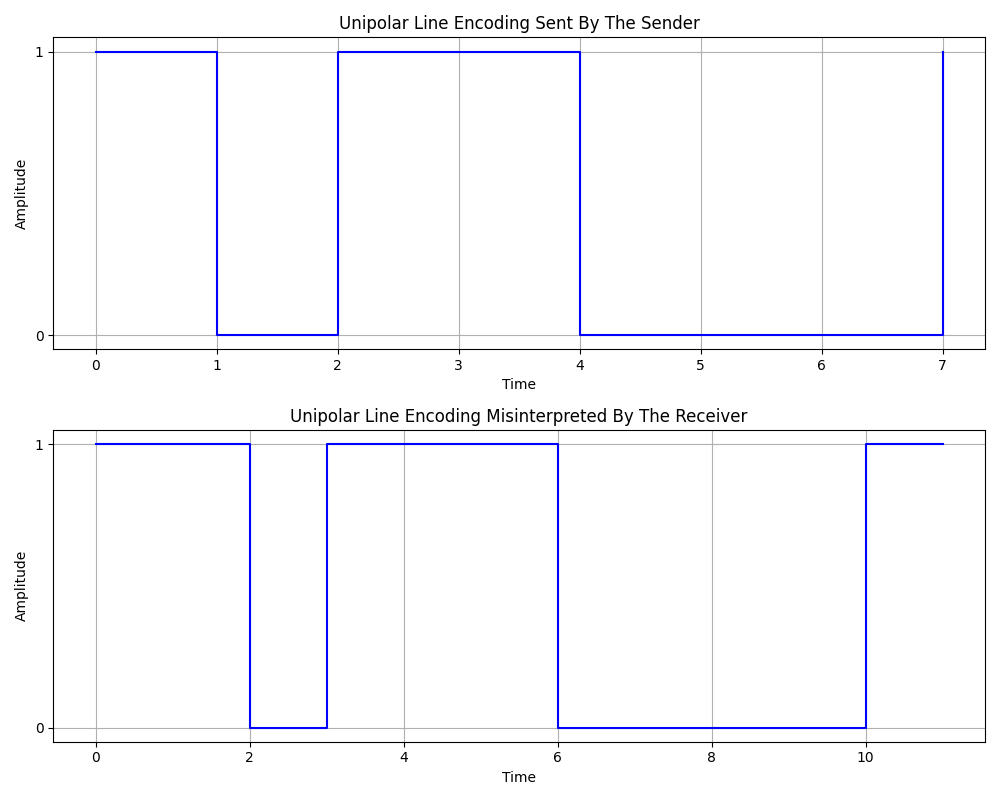 Unipolar Line Encoding Sent By The Sender
1
Amplitude
0
0 1 2 3 4 5 6 7
Time
Unipolar Line Encoding Misinterpreted By The Receiver
1
Amplitude
0
0 2 4 6 8 10
Time